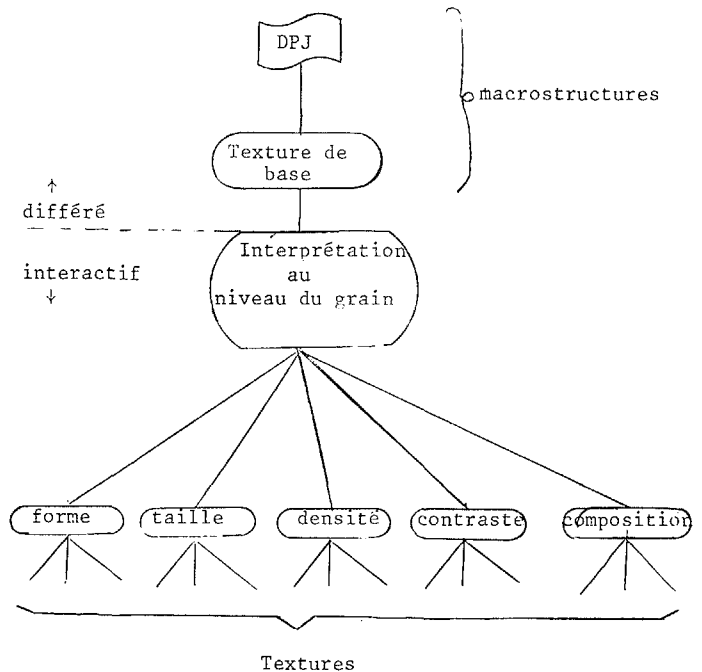 DPJ
macrostructures
Texture de
base
↑
différé
interactif
↓
Interprétation
au
niveau du grain
forme
taille
densité
contraste
composition
Textures